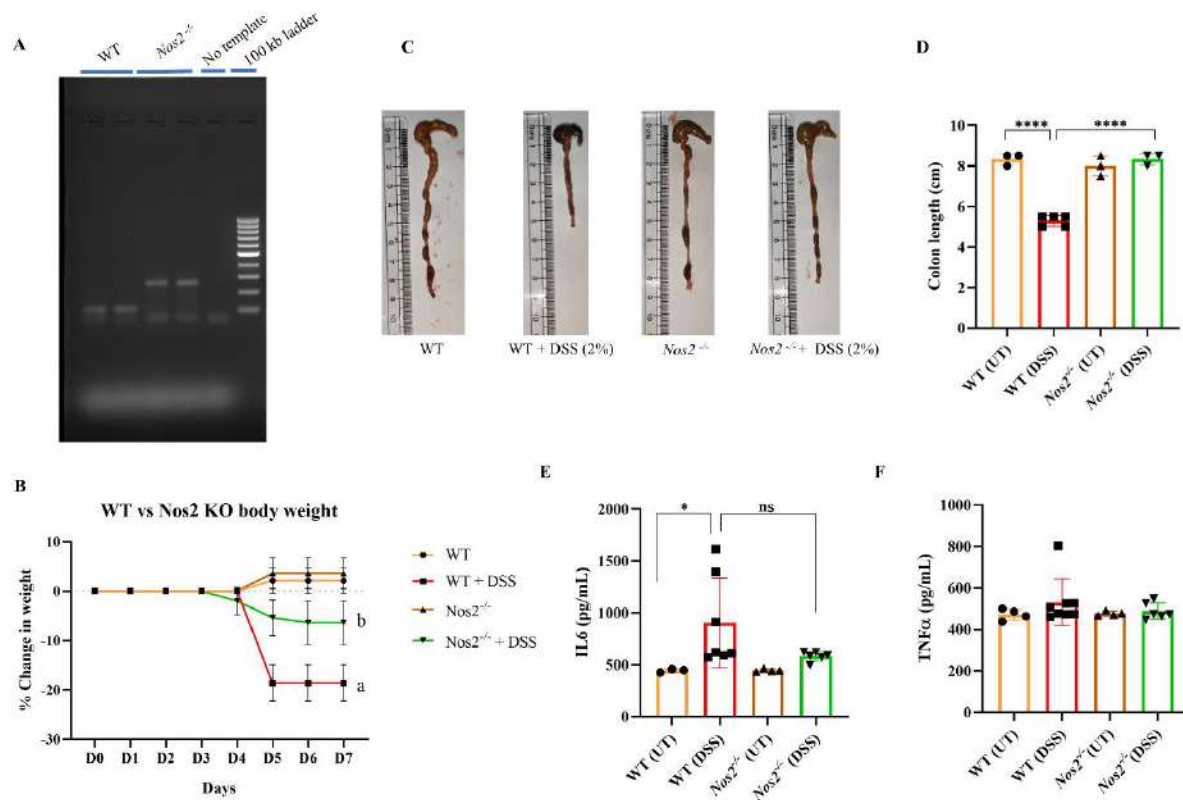 A
WT
Nos2-/-
No template
100 kb ladder
C
WT
WT + DSS (2%)
Nos2 -/-
Nos2 -/- + DSS (2%)
D
****
****
Colon length (cm)
10
8
6
4
2
0
WT (UT)
WT (DSS)
Nos2-/- (UT)
Nos2-/- (DSS)
B
WT vs Nos2 KO body weight
% Change in weight
10
0
-10
-20
-30
b
a
D0 D1 D2 D3 D4 D5 D6 D7
Days
WT
WT + DSS
Nos2-/-
Nos2-/- + DSS
E
*
ns
IL6 (pg/mL)
2000
1500
1000
500
0
WT (UT)
WT (DSS)
Nos2-/- (UT)
Nos2-/- (DSS)
F
TNFα (pg/mL)
1000
800
600
400
200
0
WT (UT)
WT (DSS)
Nos2-/- (UT)
Nos2-/- (DSS)